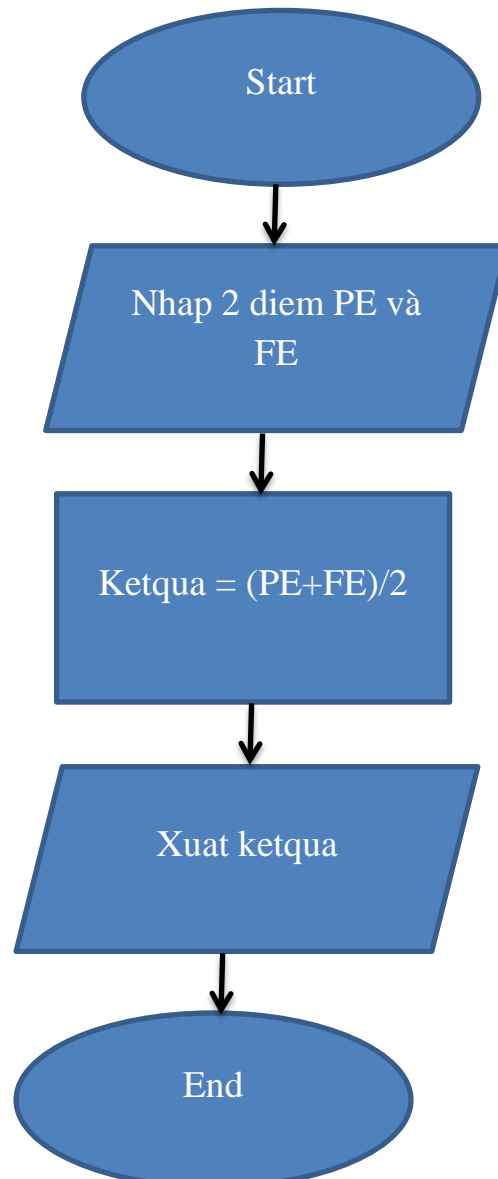 Start
Nhap 2 diem PE và
FE
Ketqua = (PE+FE)/2
Xuat ketqua
End